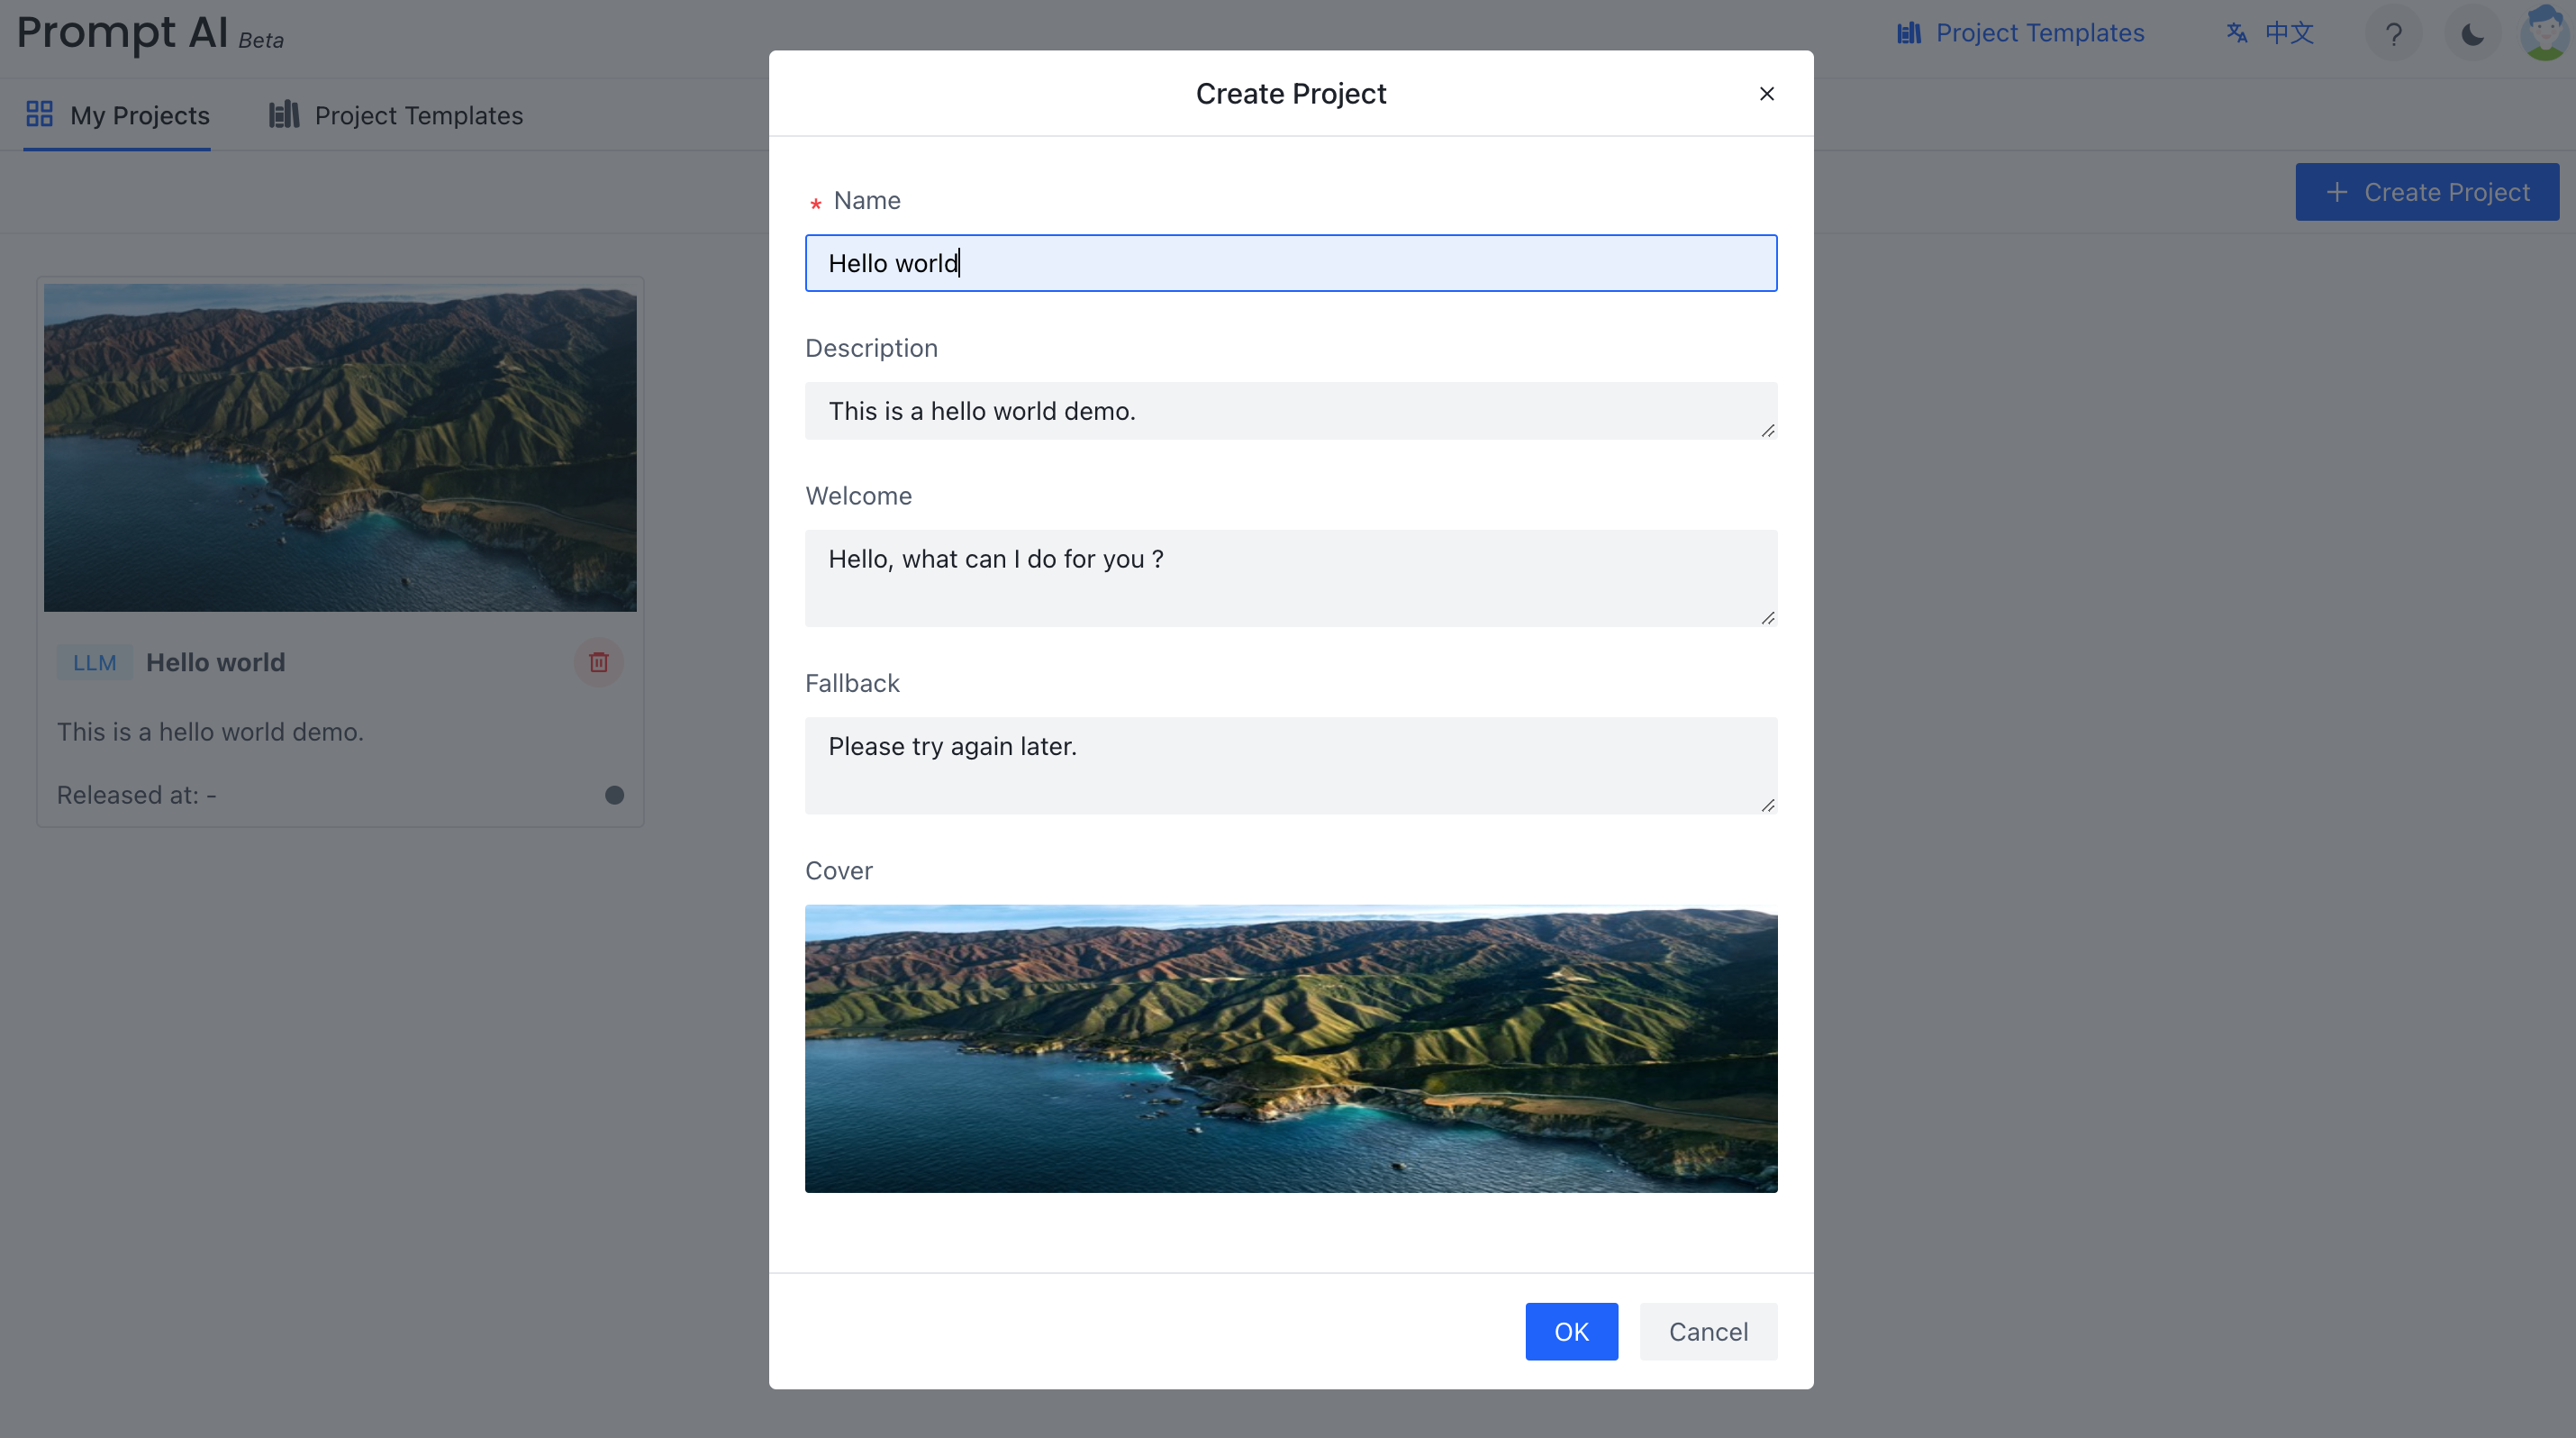 Prompt AI Beta
Project Templates
中文
?
My Projects
Project Templates
Create Project
LLM Hello world
This is a hello world demo.
Released at: -
Create Project
* Name
Hello world
Description
This is a hello world demo.
Welcome
Hello, what can I do for you ?
Fallback
Please try again later.
Cover
OK
Cancel